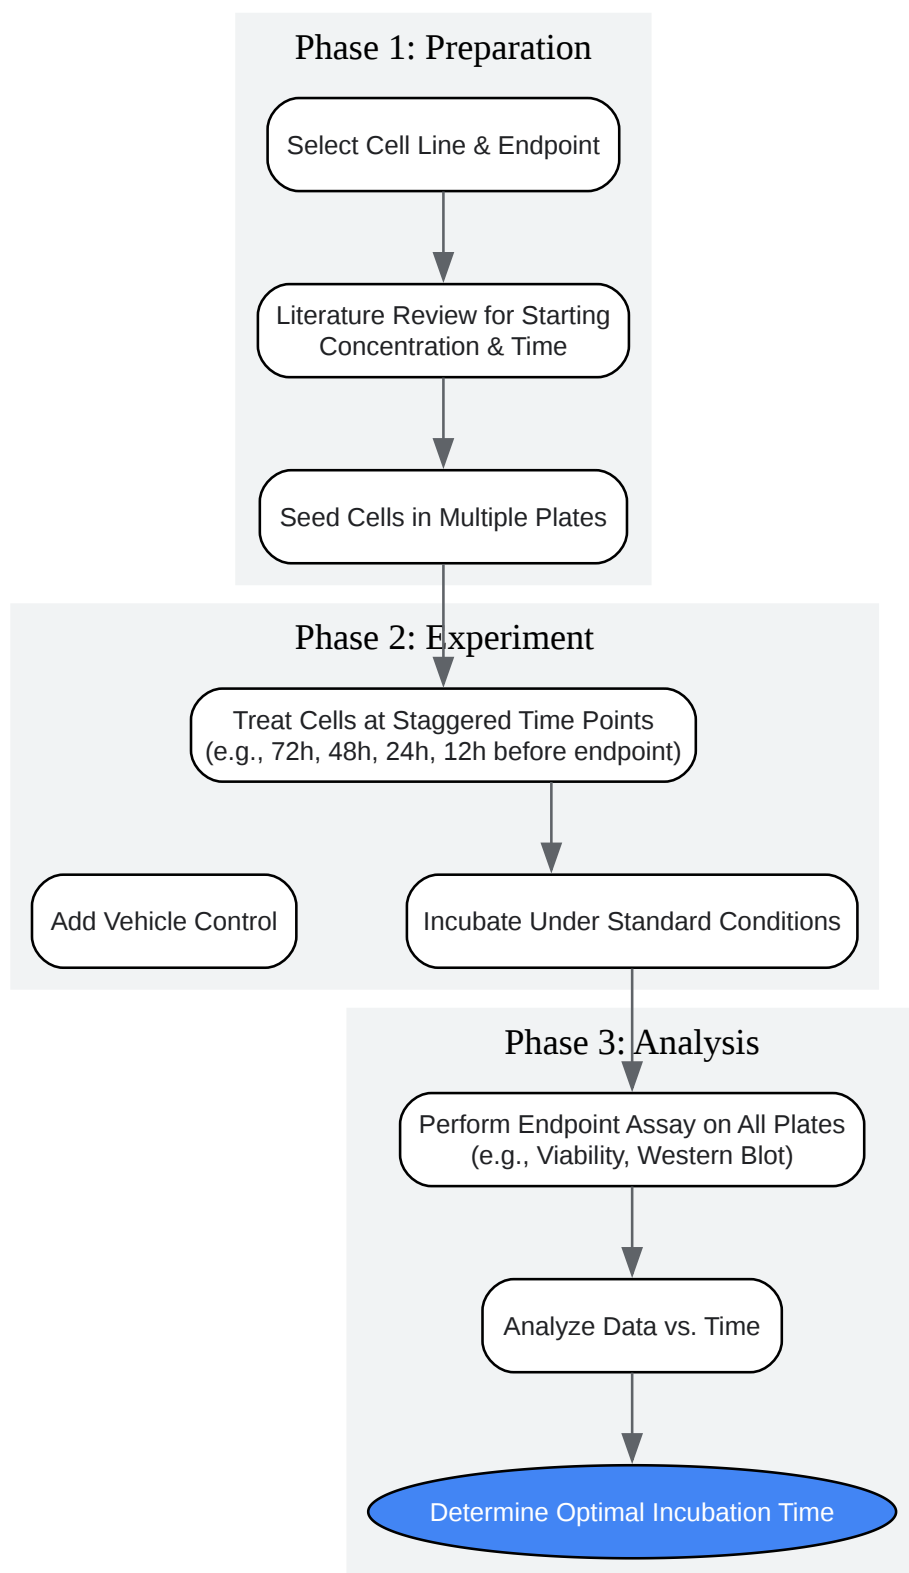 Phase 1: Preparation
Select Cell Line & Endpoint
Literature Review for Starting
Concentration & Time
Seed Cells in Multiple Plates
Phase 2: Experiment
Treat Cells at Staggered Time Points
(e.g., 72h, 48h, 24h, 12h before endpoint)
Add Vehicle Control
Incubate Under Standard Conditions
Phase 3: Analysis
Perform Endpoint Assay on All Plates
(e.g., Viability, Western Blot)
Analyze Data vs. Time
Determine Optimal Incubation Time